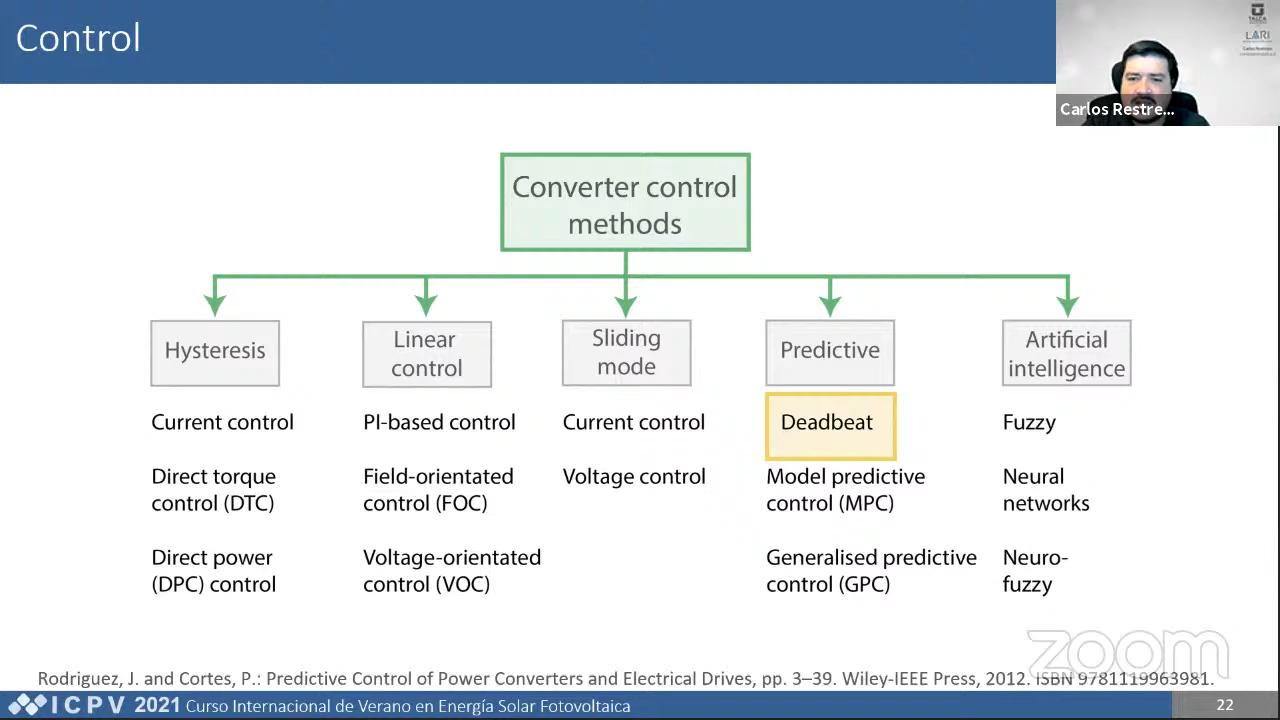 Control
TALCA
LARI
Carlos Restrepo
Carlos Restre...
Converter control
methods
Hysteresis
Linear
control
Sliding
mode
Predictive
Artificial
intelligence
Current control
Direct torque
control (DTC)
Direct power
(DPC) control
PI-based control
Field-orientated
control (FOC)
Voltage-orientated
control (VOC)
Current control
Voltage control
Deadbeat
Model predictive
control (MPC)
Generalised predictive
control (GPC)
Fuzzy
Neural
networks
Neuro-
fuzzy
zoom
Rodriguez, J. and Cortes, P.: Predictive Control of Power Converters and Electrical Drives, pp. 3–39. Wiley-IEEE Press, 2012. ISBN 9781119963981.
ICPV 2021 Curso Internacional de Verano en Energía Solar Fotovoltaica
22